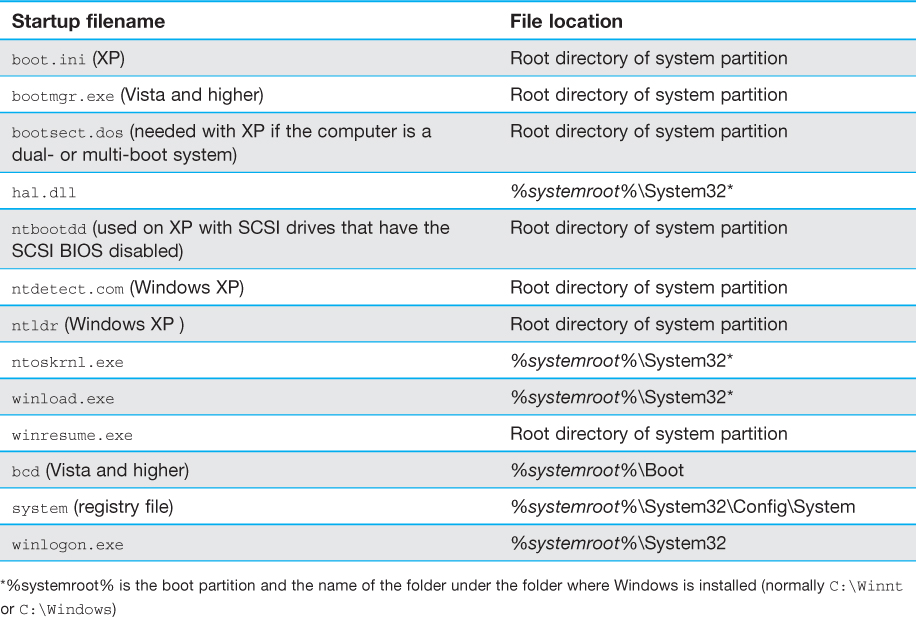 Startup filename File location
boot.ini (XP) Root directory of system partition
bootmgr.exe (Vista and higher) Root directory of system partition
bootsect.dos (needed with XP if the computer is a Root directory of system partition
dual- or multi-boot system)
hal.dll %systemroot%\System32*
ntbootdd (used on XP with SCSI drives that have the Root directory of system partition
SCSI BIOS disabled)
ntdetect.com (Windows XP) Root directory of system partition
ntldr (Windows XP ) Root directory of system partition
ntoskrnl.exe %systemroot%\System32*
winload.exe %systemroot%\System32*
winresume.exe Root directory of system partition
bcd (Vista and higher) %systemroot%\Boot
system (registry file) %systemroot%\System32\Config\System
winlogon.exe %systemroot%\System32
*%systemroot% is the boot partition and the name of the folder under the folder where Windows is installed (normally C:\Winnt
or C:\Windows)